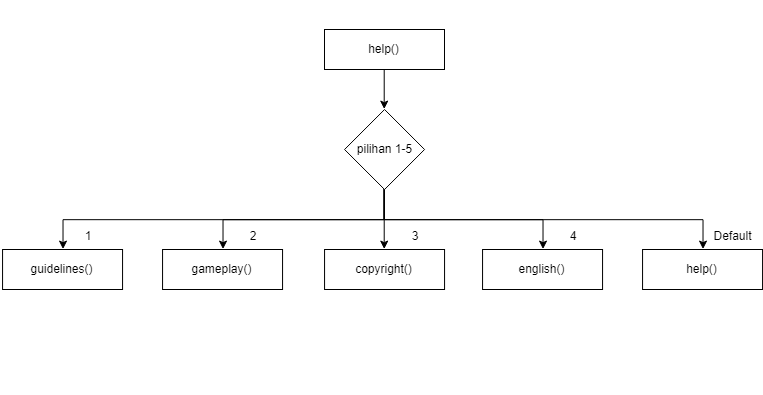 help()
pilihan 1-5
1
2
3
4
Default
guidelines()
gameplay()
copyright()
english()
help()